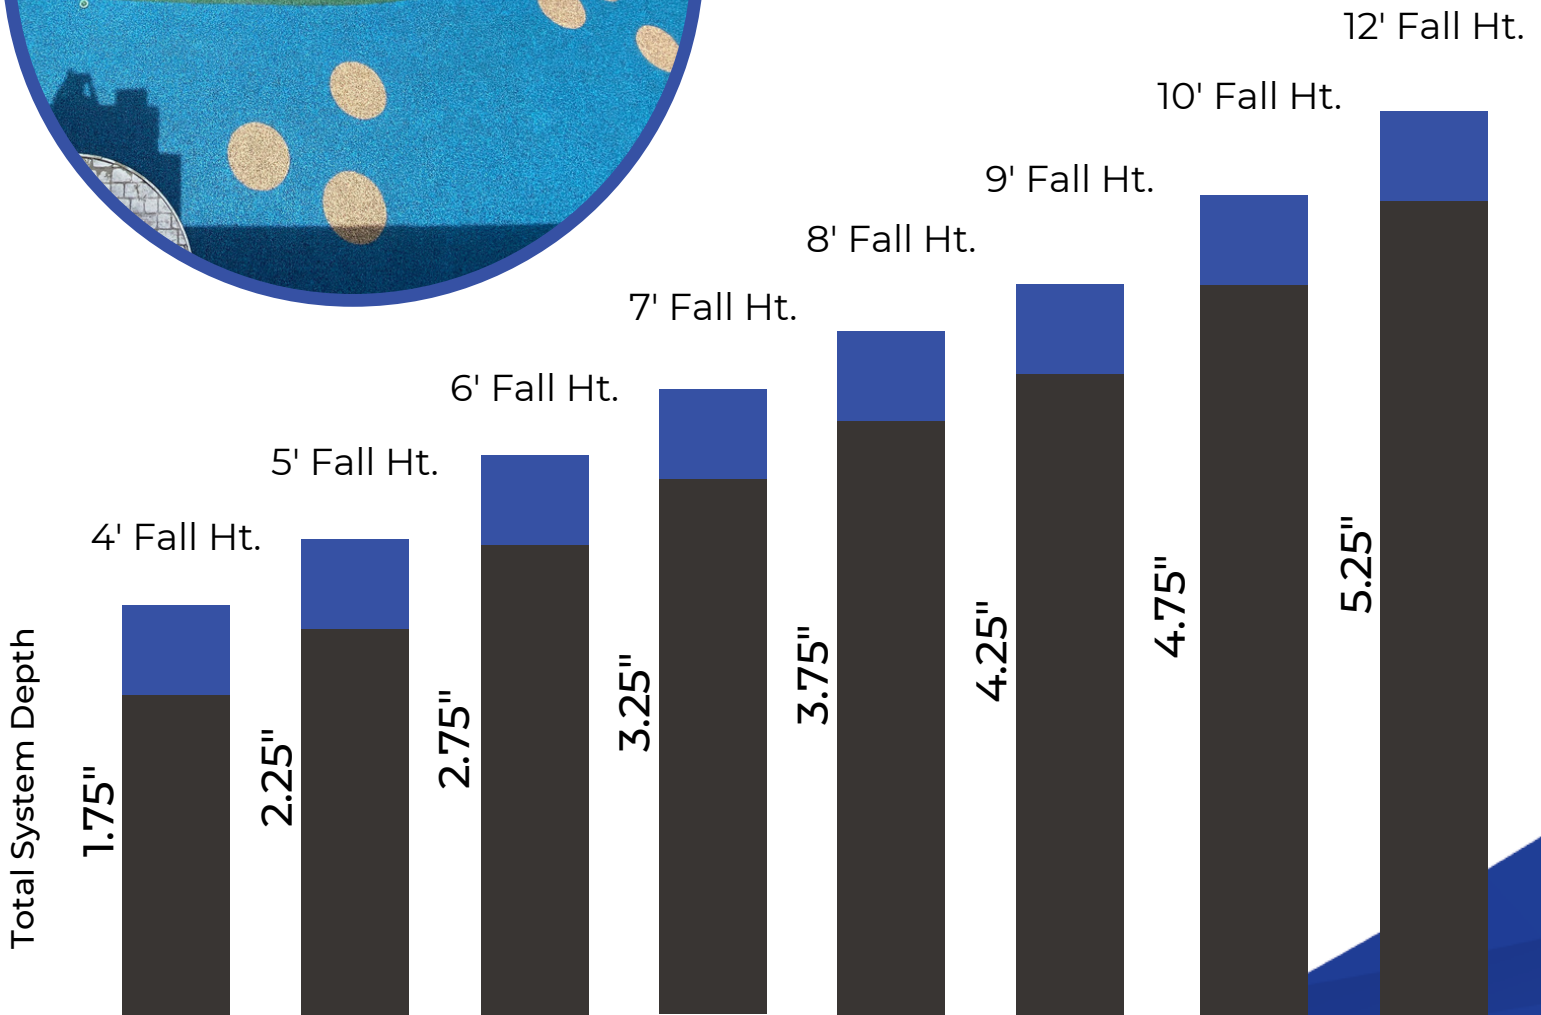 12' Fall Ht.
10' Fall Ht.
9' Fall Ht.
8' Fall Ht.
7' Fall Ht.
6' Fall Ht.
5' Fall Ht.
4' Fall Ht.
Total System Depth
1.75"
2.25"
2.75"
3.25"
3.75"
4.25"
4.75"
5.25"